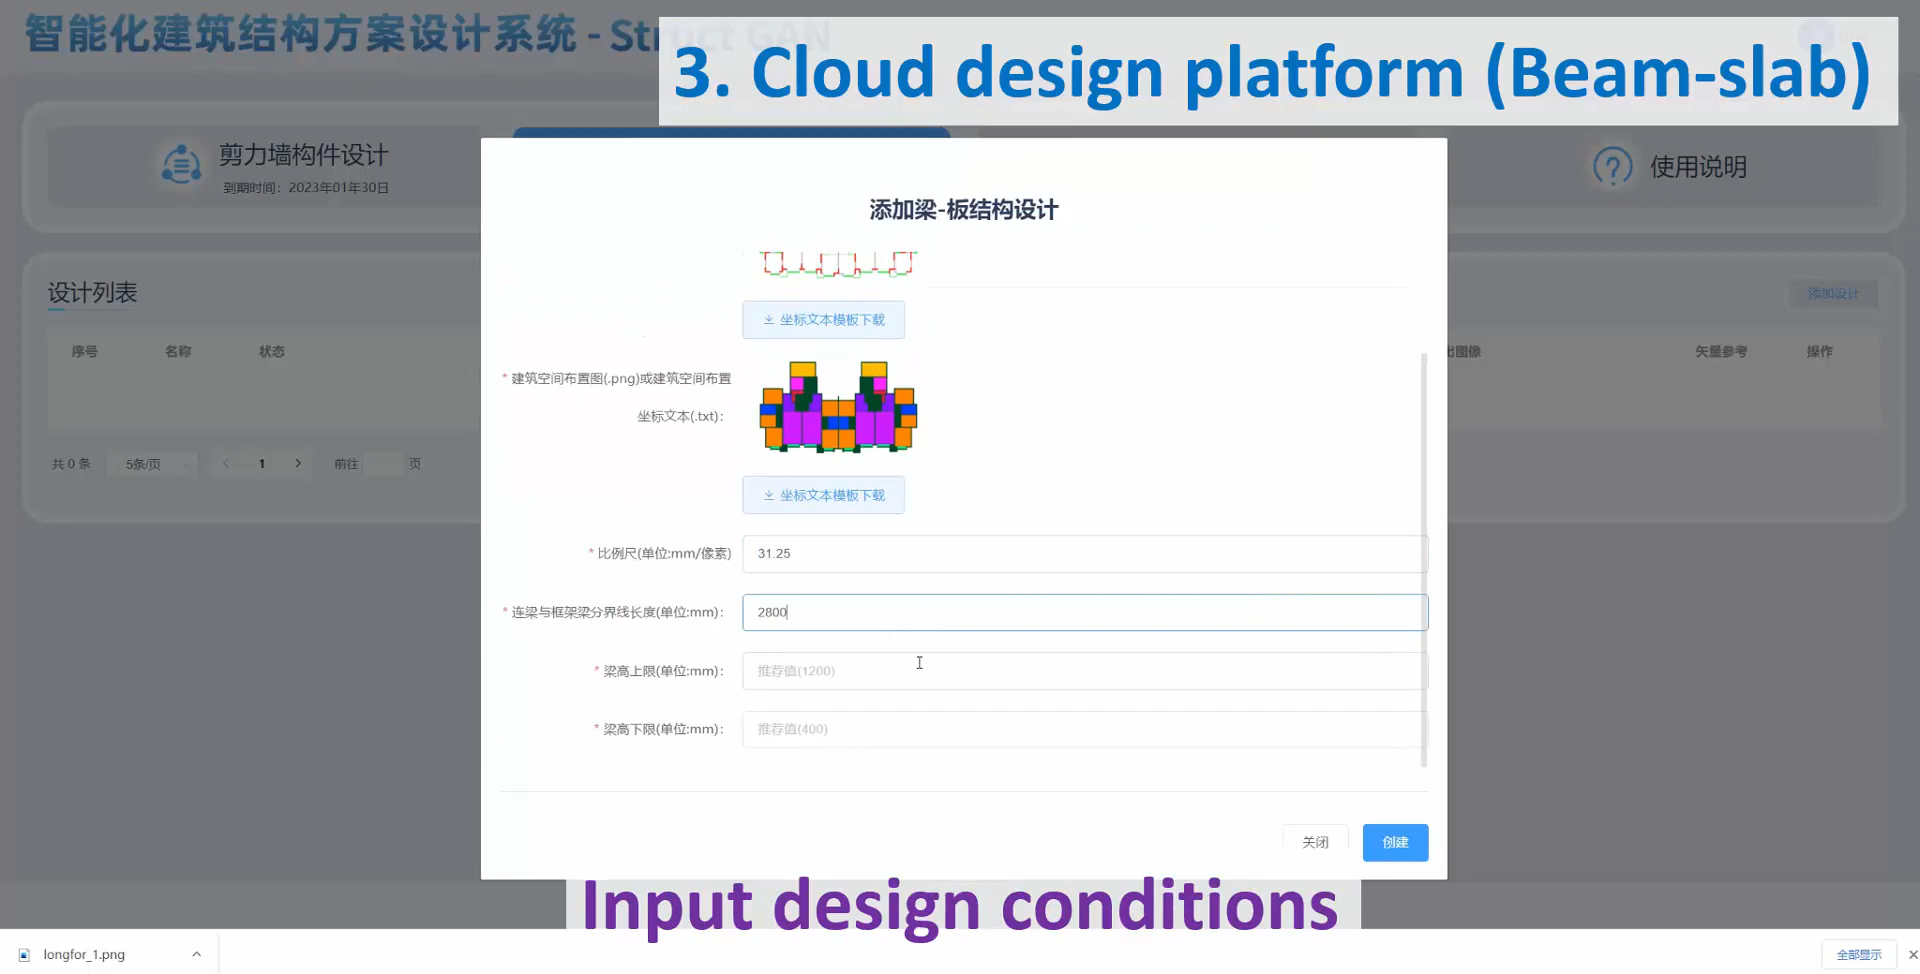 智能化建筑结构方案设计系统 - Struct GAN
3. Cloud design platform (Beam-slab)
剪力墙构件设计
到期时间：2023年01年30日
使用说明
添加梁-板结构设计
设计列表
添加设计
坐标文本模板下载
序号 名称 状态
出图像 矢量参考 操作
* 建筑空间布置图(.png)或建筑空间布置
坐标文本(.txt)：
共 0 条 5条/页 1 前往 页
坐标文本模板下载
* 比例尺(单位:mm/像素) 31.25
* 连梁与框架梁分界线长度(单位:mm)： 2800
* 梁高上限(单位:mm)： 推荐值(1200)
* 梁高下限(单位:mm)： 推荐值(400)
关闭 创建
Input design conditions
longfor_1.png
全部显示